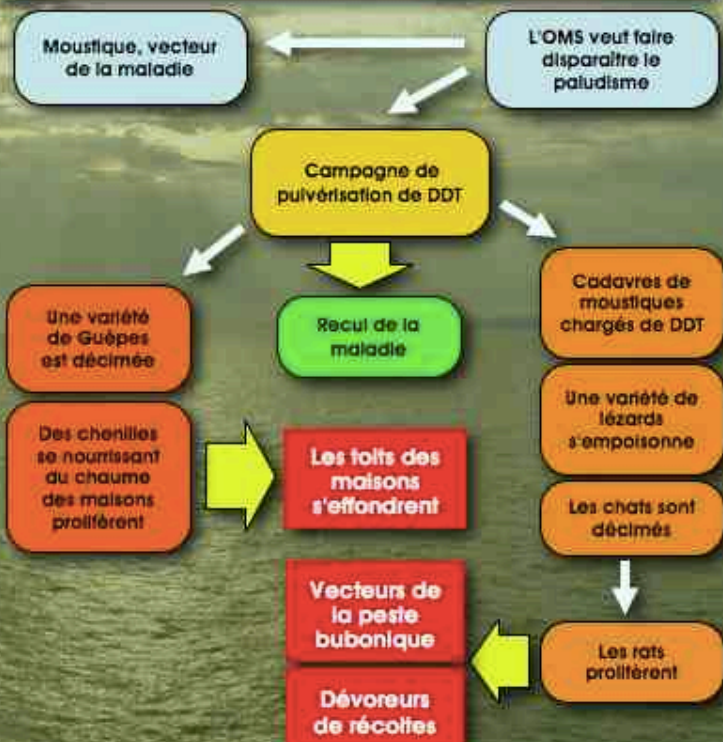 Moustique, vecteur
de la maladie
L'OMS veut faire
disparaître le
paludisme
Campagne de
pulvérisation de DDT
Une variété
de Guêpes
est décimée
Recul de la
maladie
Cadavres de
moustiques
chargés de DDT
Des chenilles
se nourrissant
du chaume
des maisons
prolifèrent
Les toits des
maisons
s'effondrent
Une variété de
lézards
s'empoisonne
Les chats sont
décimés
Vecteurs de
la peste
bubonique
Les rats
prolifèrent
Dévoreurs
de récoltes